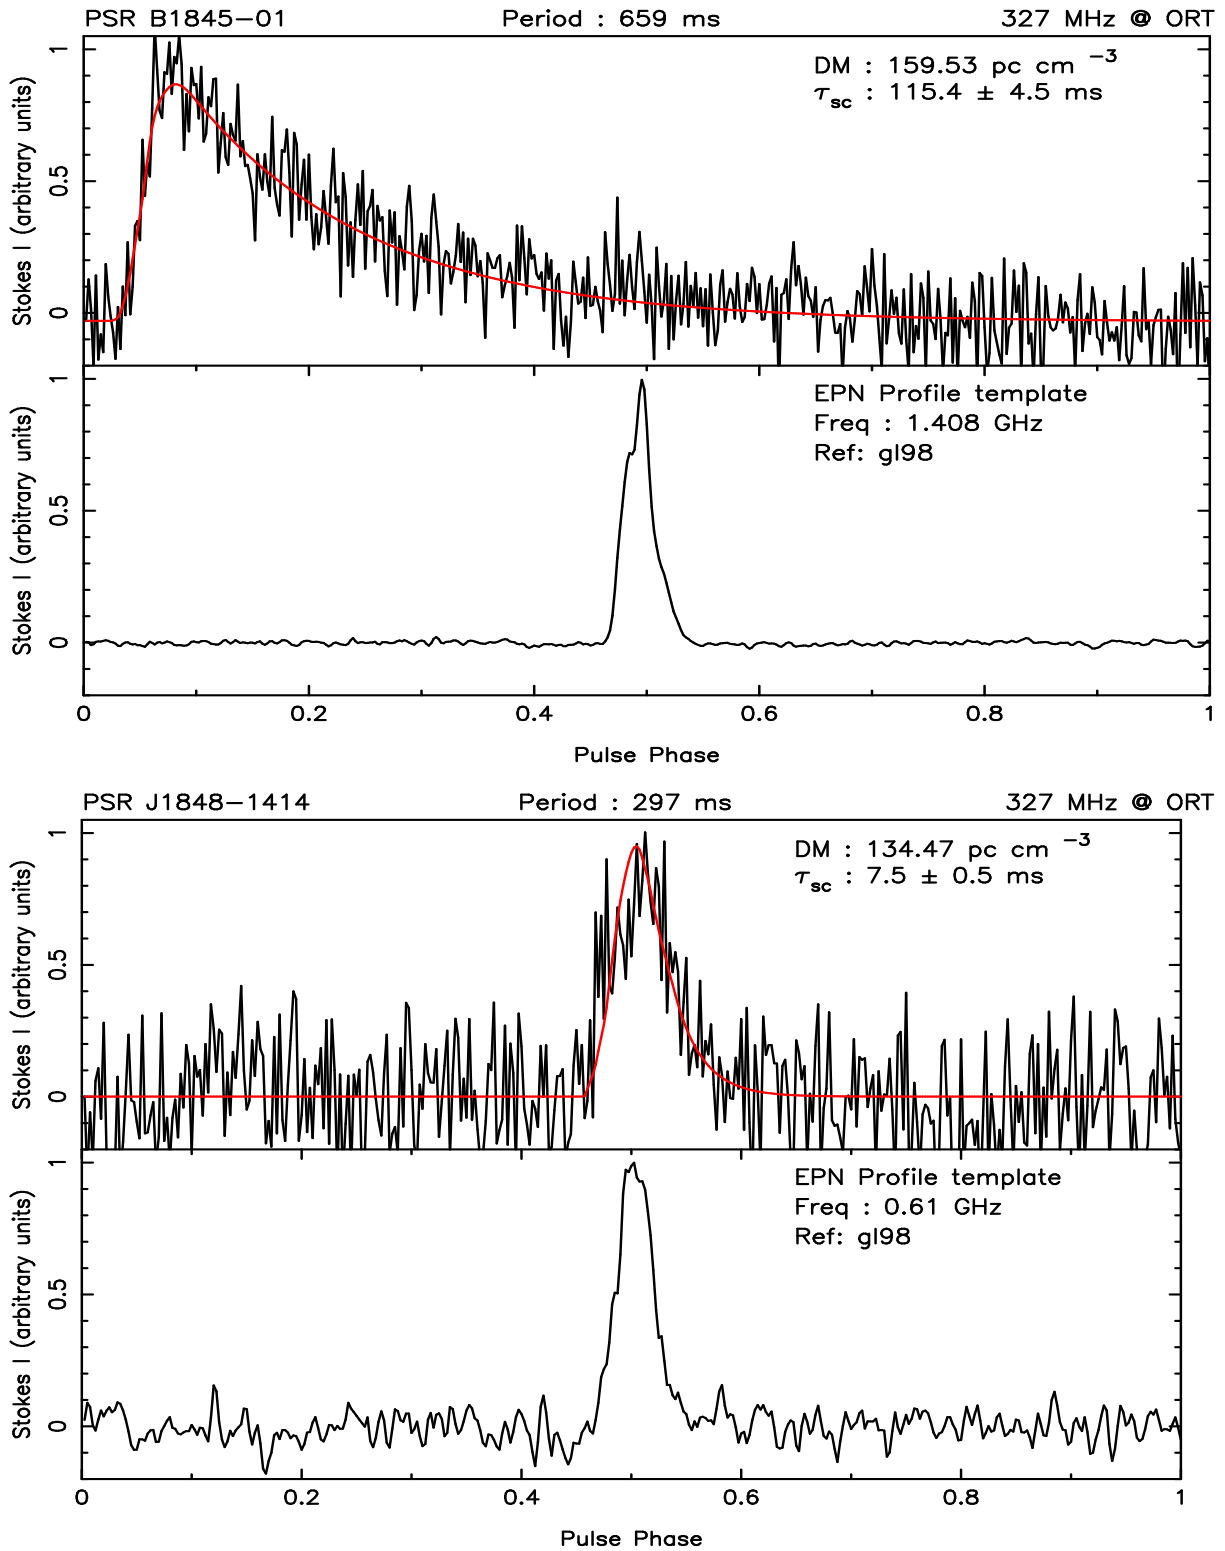 PSR B1845−01 Period : 659 ms 327 MHz @ ORT
DM : 159.53 pc cm −3
τsc : 115.4 ± 4.5 ms
Stokes I (arbitrary units)
1
0.5
0
EPN Profile template
Freq : 1.408 GHz
Ref: gl98
Stokes I (arbitrary units)
1
0.5
0
0 0.2 0.4 0.6 0.8 1
Pulse Phase
PSR J1848−1414 Period : 297 ms 327 MHz @ ORT
DM : 134.47 pc cm −3
τsc : 7.5 ± 0.5 ms
Stokes I (arbitrary units)
1
0.5
0
EPN Profile template
Freq : 0.61 GHz
Ref: gl98
Stokes I (arbitrary units)
1
0.5
0
0 0.2 0.4 0.6 0.8 1
Pulse Phase